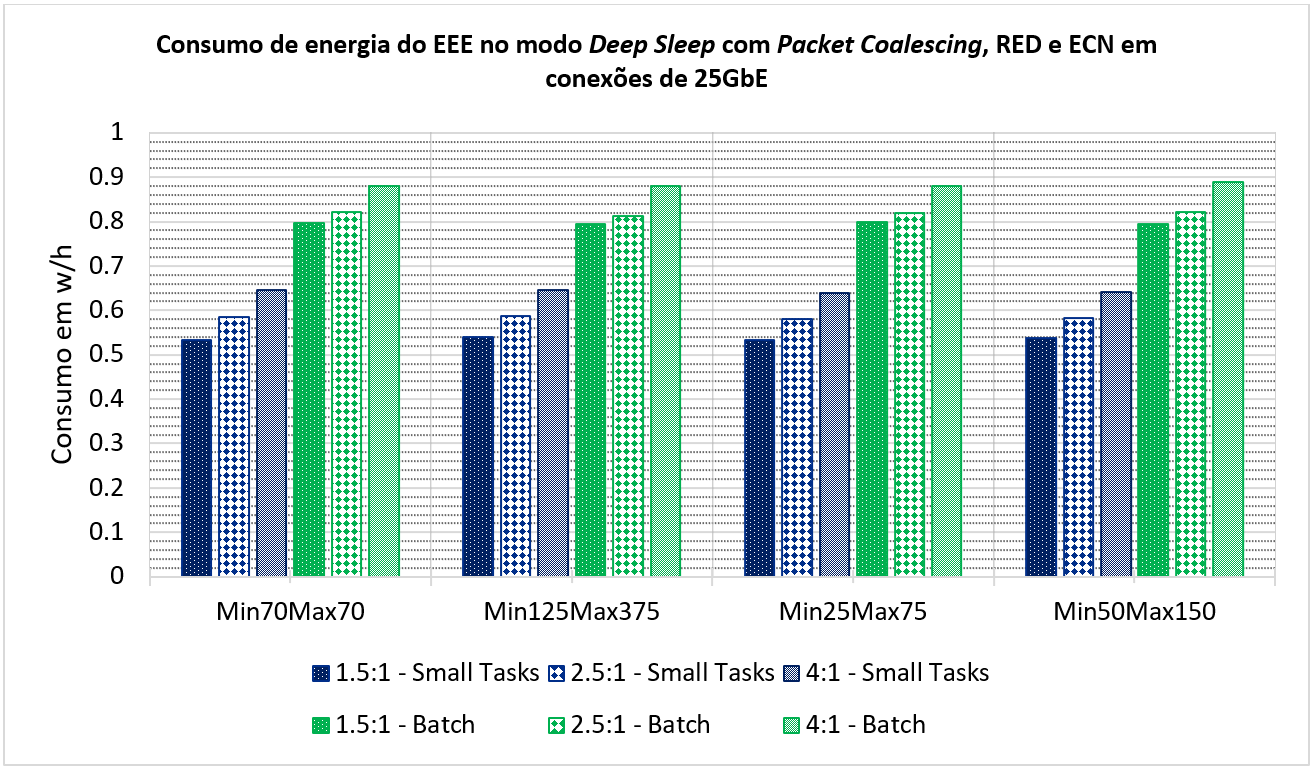 Consumo de energia do EEE no modo Deep Sleep com Packet Coalescing, RED e ECN em
conexões de 25GbE
Consumo em w/h
1
0.9
0.8
0.7
0.6
0.5
0.4
0.3
0.2
0.1
0
Min70Max70
Min125Max375
Min25Max75
Min50Max150
1.5:1 - Small Tasks
2.5:1 - Small Tasks
4:1 - Small Tasks
1.5:1 - Batch
2.5:1 - Batch
4:1 - Batch